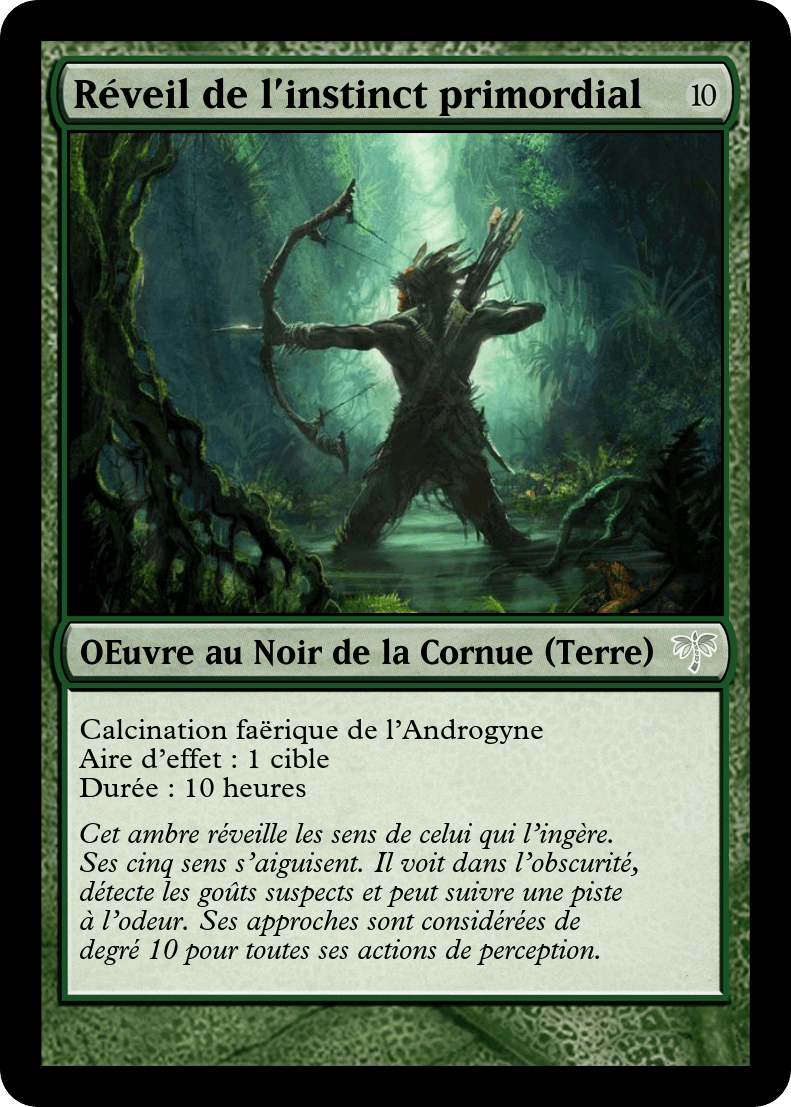 Réveil de l'instinct primordial
10
OEuvre au Noir de la Cornue (Terre)
Calcination faërique de l'Androgyne
Aire d'effet : 1 cible
Durée : 10 heures
Cet ambre réveille les sens de celui qui l'ingère.
Ses cinq sens s'aiguisent. Il voit dans l'obscurité,
détecte les goûts suspects et peut suivre une piste
à l'odeur. Ses approches sont considérées de
degré 10 pour toutes ses actions de perception.